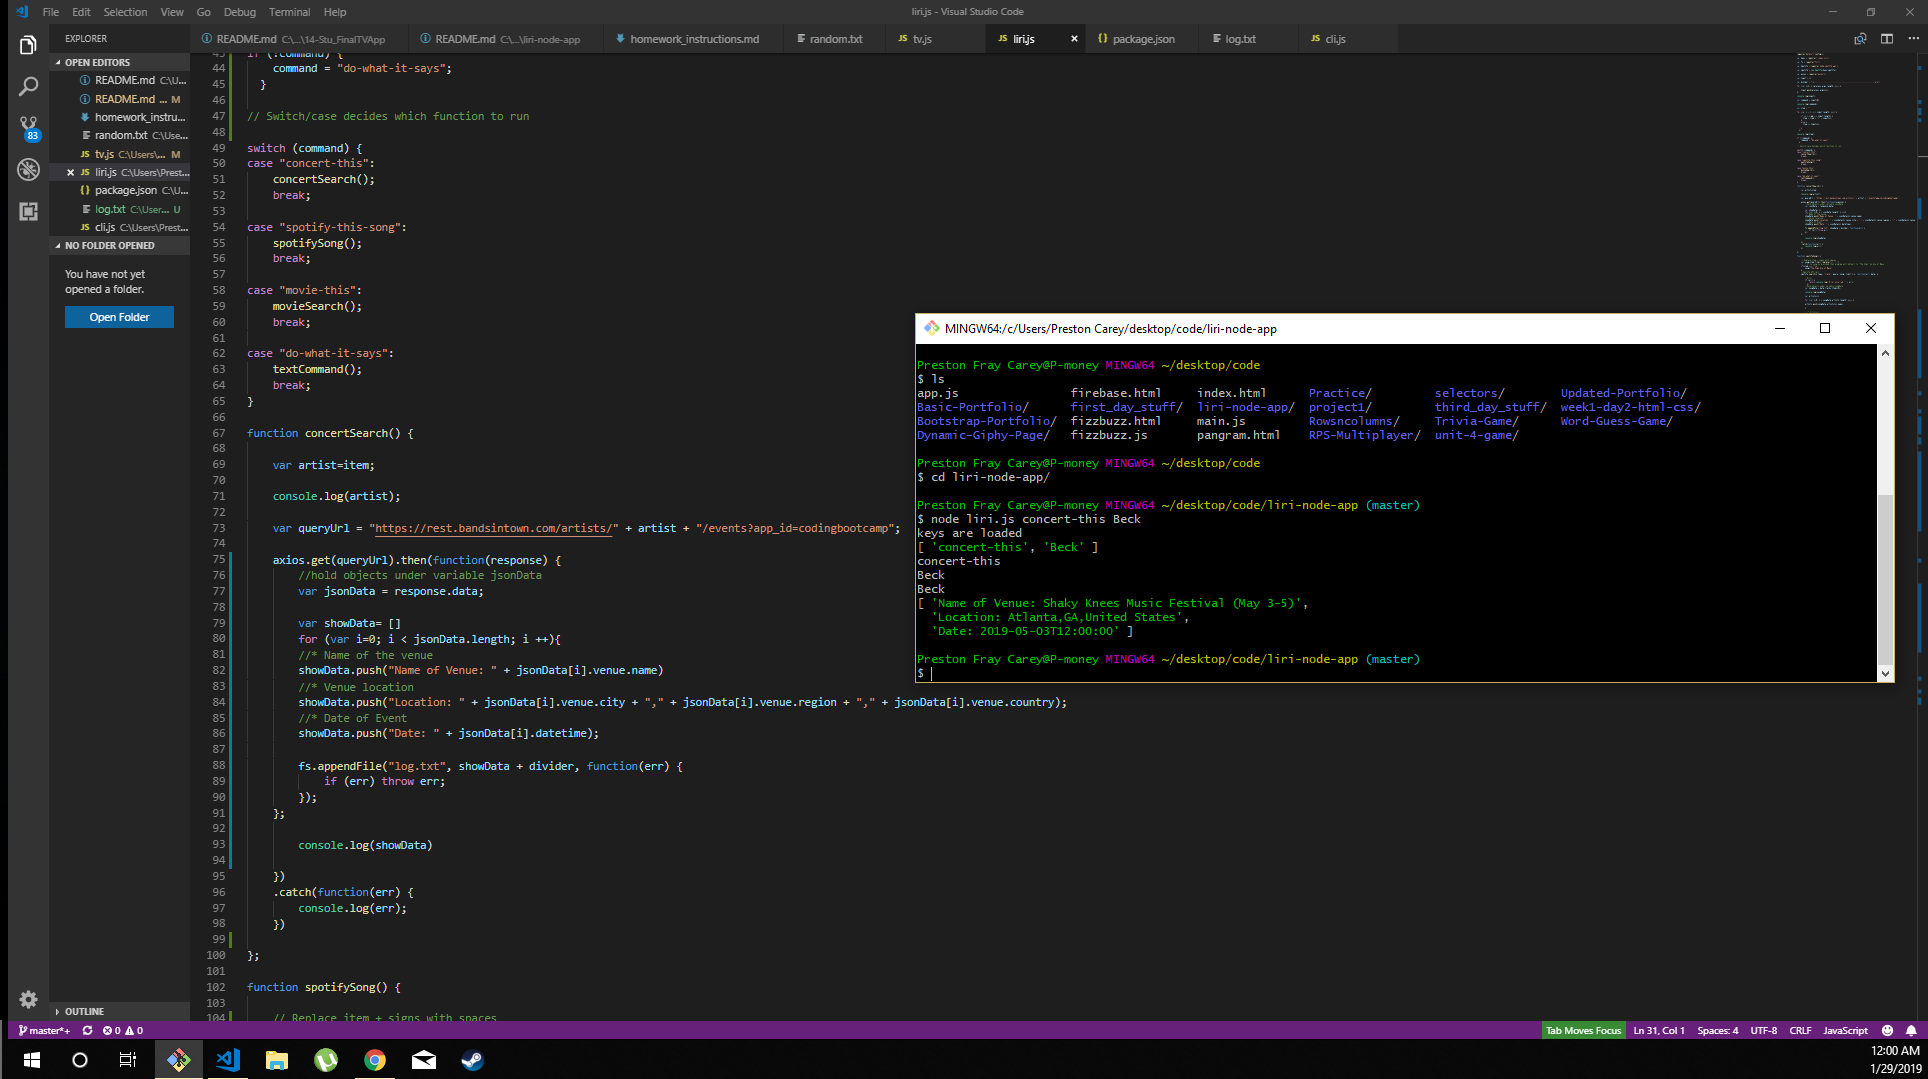 File Edit Selection View Go Debug Terminal Help
liri.js - Visual Studio Code
EXPLORER
README.md C:\...\14-Stu_FinalTVApp
README.md C:\...\liri-node-app
homework_instructions.md
random.txt
JS tv.js
JS liri.js
{} package.json
log.txt
JS cli.js
OPEN EDITORS
README.md C:\U...
README.md ... M
homework_instru...
random.txt C:\Use...
JS tv.js C:\Users\... M
JS liri.js C:\Users\Prest...
{} package.json C:\U...
log.txt C:\User... U
JS cli.js C:\Users\Prest...
NO FOLDER OPENED
You have not yet
opened a folder.
Open Folder
OUTLINE
83
43 if (!command) {
44 command = "do-what-it-says";
45 }
46
47 // Switch/case decides which function to run
48
49 switch (command) {
50 case "concert-this":
51 concertSearch();
52 break;
53
54 case "spotify-this-song":
55 spotifySong();
56 break;
57
58 case "movie-this":
59 movieSearch();
60 break;
61
62 case "do-what-it-says":
63 textCommand();
64 break;
65 }
66
67 function concertSearch() {
68
69 var artist=item;
70
71 console.log(artist);
72
73 var queryUrl = "https://rest.bandsintown.com/artists/" + artist + "/events?app_id=codingbootcamp";
74
75 axios.get(queryUrl).then(function(response) {
76 //hold objects under variable jsonData
77 var jsonData = response.data;
78
79 var showData= []
80 for (var i=0; i < jsonData.length; i ++){
81 //* Name of the venue
82 showData.push("Name of Venue: " + jsonData[i].venue.name)
83 //* Venue location
84 showData.push("Location: " + jsonData[i].venue.city + "," + jsonData[i].venue.region + "," + jsonData[i].venue.country);
85 //* Date of Event
86 showData.push("Date: " + jsonData[i].datetime);
87
88 fs.appendFile("log.txt", showData + divider, function(err) {
89 if (err) throw err;
90 });
91 };
92
93 console.log(showData)
94
95 })
96 .catch(function(err) {
97 console.log(err);
98 })
99
100 };
101
102 function spotifySong() {
103
104 // Replace item + signs with spaces
MINGW64:/c/Users/Preston Carey/desktop/code/liri-node-app
Preston Fray Carey@P-money MINGW64 ~/desktop/code
$ ls
app.js firebase.html index.html Practice/ selectors/ Updated-Portfolio/
Basic-Portfolio/ first_day_stuff/ liri-node-app/ project1/ third_day_stuff/ week1-day2-html-css/
Bootstrap-Portfolio/ fizzbuzz.html main.js Rowsncolumns/ Trivia-Game/ Word-Guess-Game/
Dynamic-Giphy-Page/ fizzbuzz.js pangram.html RPS-Multiplayer/ unit-4-game/
Preston Fray Carey@P-money MINGW64 ~/desktop/code
$ cd liri-node-app/
Preston Fray Carey@P-money MINGW64 ~/desktop/code/liri-node-app (master)
$ node liri.js concert-this Beck
keys are loaded
[ 'concert-this', 'Beck' ]
concert-this
Beck
Beck
[ 'Name of Venue: Shaky Knees Music Festival (May 3-5)',
'Location: Atlanta,GA,United States',
'Date: 2019-05-03T12:00:00' ]
Preston Fray Carey@P-money MINGW64 ~/desktop/code/liri-node-app (master)
$
master*+ 0 0
Tab Moves Focus Ln 31, Col 1 Spaces: 4 UTF-8 CRLF JavaScript
12:00 AM
1/29/2019